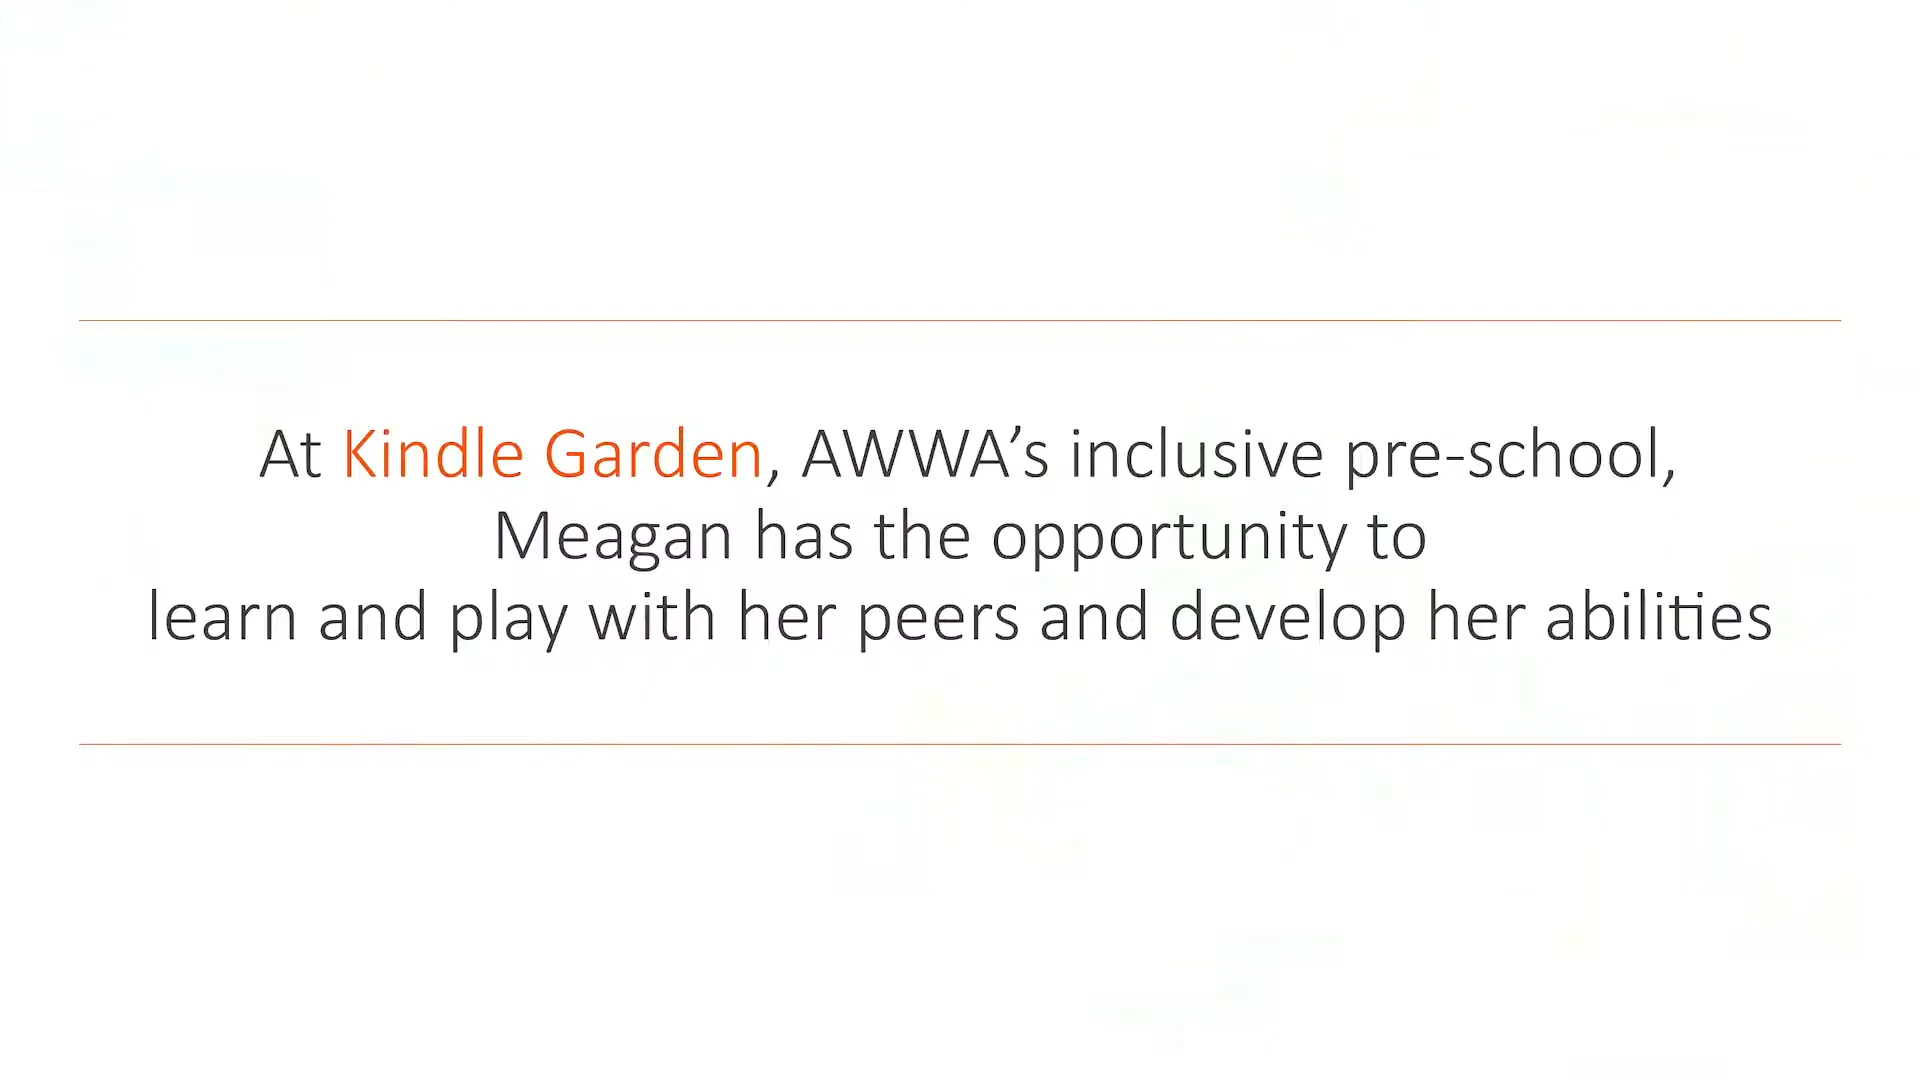 At Kindle Garden, AWWA’s inclusive pre-school,
Meagan has the opportunity to
learn and play with her peers and develop her abilities